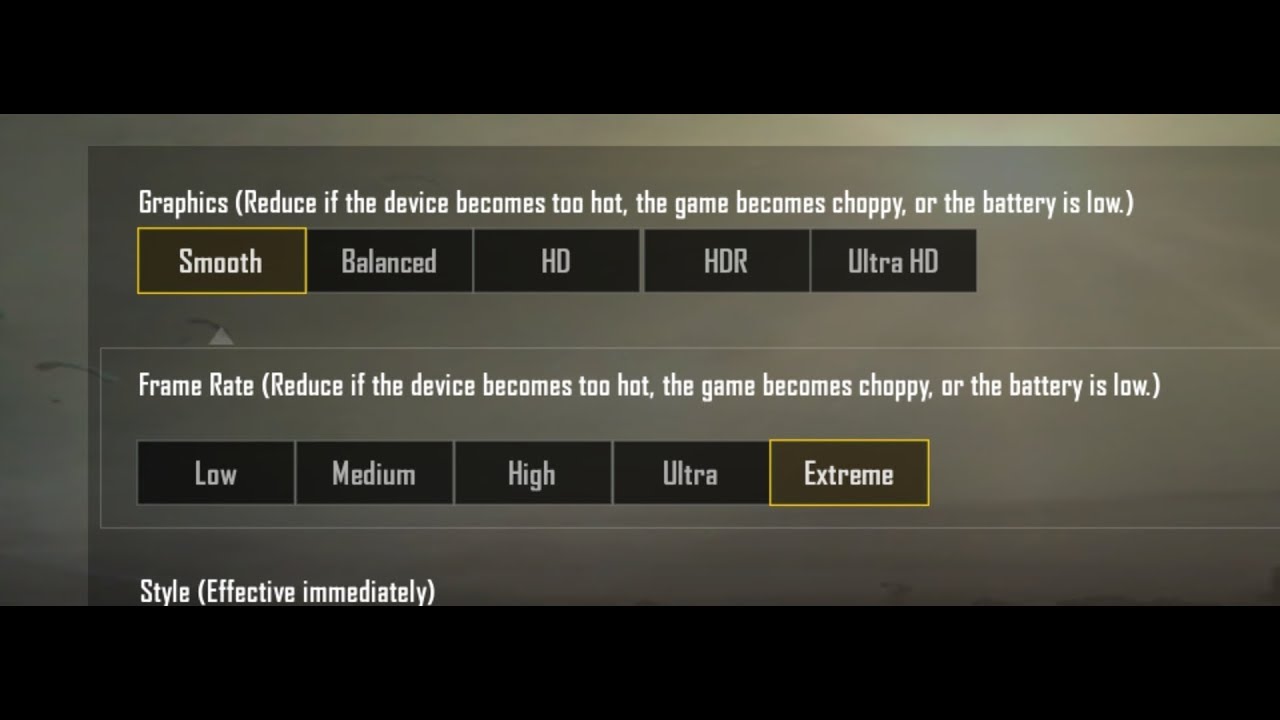 Graphics (Reduce if the device becomes too hot, the game becomes choppy, or the battery is low.)
Smooth Balanced HD HDR Ultra HD
Frame Rate (Reduce if the device becomes too hot, the game becomes choppy, or the battery is low.)
Low Medium High Ultra Extreme
Style (Effective immediately)